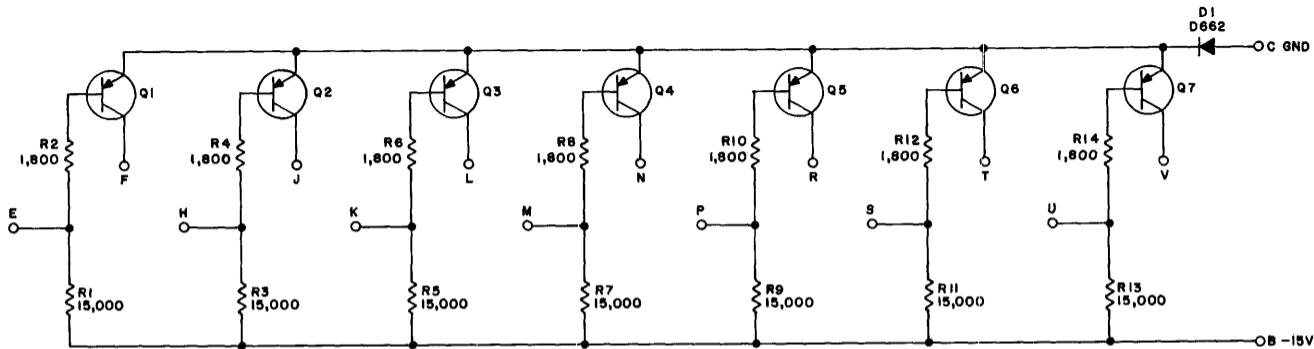 D1
D662
C GND
Q1
Q2
Q3
Q4
Q5
Q6
Q7
R2
1,800
R4
1,800
R6
1,800
R8
1,800
R10
1,800
R12
1,800
R14
1,800
F
J
L
N
R
T
V
E
H
K
M
P
S
U
R1
15,000
R3
15,000
R5
15,000
R7
15,000
R9
15,000
R11
15,000
R13
15,000
B -15V